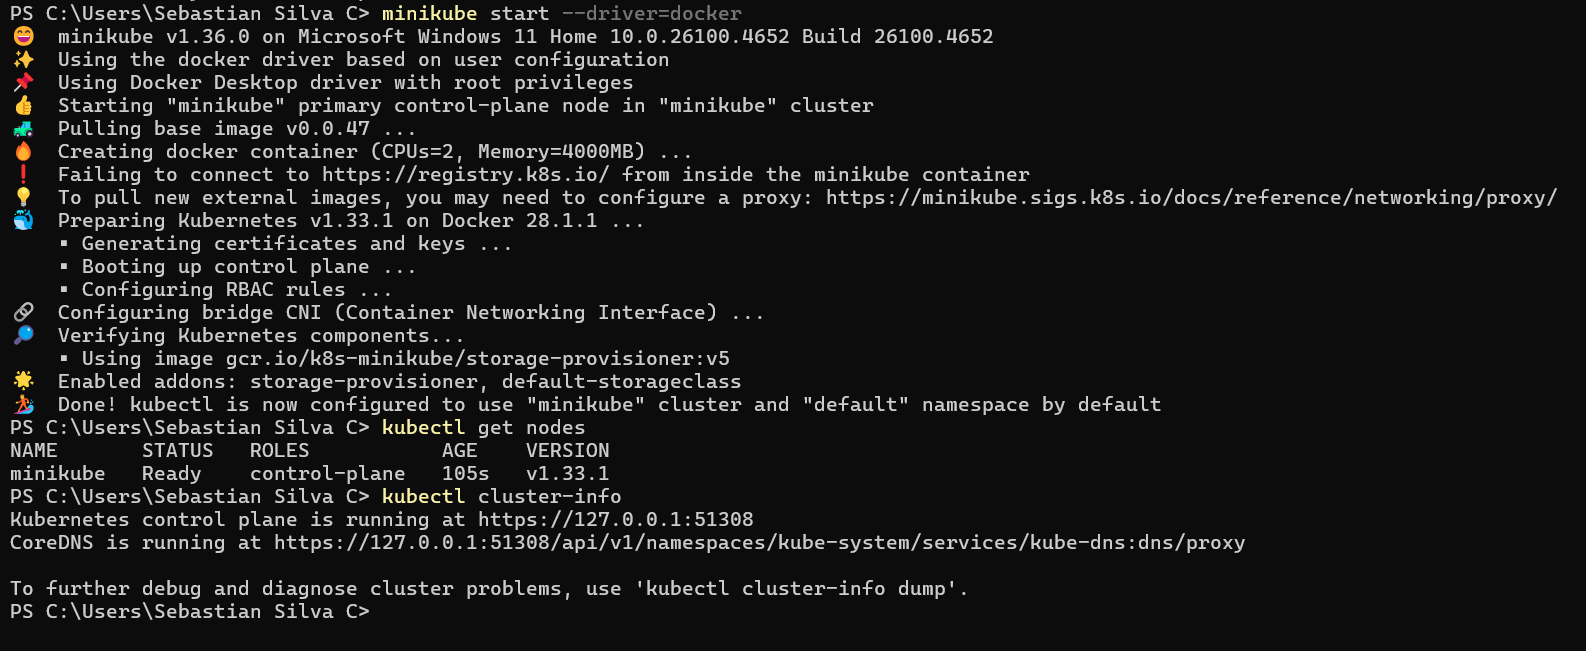 PS C:\Users\Sebastian Silva C> minikube start --driver=docker
😄  minikube v1.36.0 on Microsoft Windows 11 Home 10.0.26100.4652 Build 26100.4652
✨  Using the docker driver based on user configuration
📌  Using Docker Desktop driver with root privileges
👍  Starting "minikube" primary control-plane node in "minikube" cluster
🚜  Pulling base image v0.0.47 ...
🔥  Creating docker container (CPUs=2, Memory=4000MB) ...
❗  Failing to connect to https://registry.k8s.io/ from inside the minikube container
💡  To pull new external images, you may need to configure a proxy: https://minikube.sigs.k8s.io/docs/reference/networking/proxy/
🐳  Preparing Kubernetes v1.33.1 on Docker 28.1.1 ...
    ▪ Generating certificates and keys ...
    ▪ Booting up control plane ...
    ▪ Configuring RBAC rules ...
🔗  Configuring bridge CNI (Container Networking Interface) ...
🔎  Verifying Kubernetes components...
    ▪ Using image gcr.io/k8s-minikube/storage-provisioner:v5
🌟  Enabled addons: storage-provisioner, default-storageclass
🏄  Done! kubectl is now configured to use "minikube" cluster and "default" namespace by default
PS C:\Users\Sebastian Silva C> kubectl get nodes
NAME       STATUS   ROLES           AGE    VERSION
minikube   Ready    control-plane   105s   v1.33.1
PS C:\Users\Sebastian Silva C> kubectl cluster-info
Kubernetes control plane is running at https://127.0.0.1:51308
CoreDNS is running at https://127.0.0.1:51308/api/v1/namespaces/kube-system/services/kube-dns:dns/proxy

To further debug and diagnose cluster problems, use 'kubectl cluster-info dump'.
PS C:\Users\Sebastian Silva C>